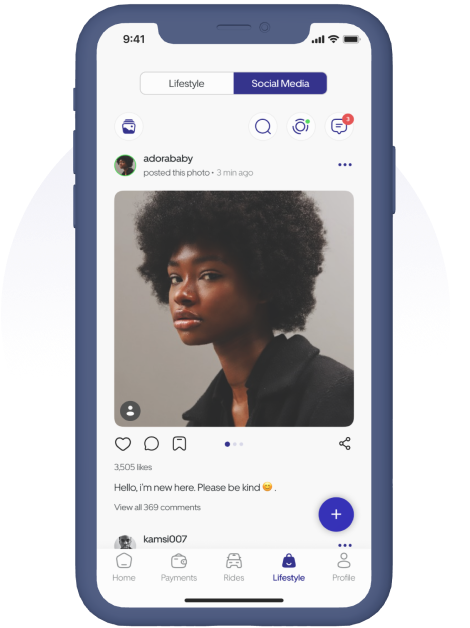 9:41
Lifestyle Social Media
3
adorababy
posted this photo • 3 min ago
3,505 likes
Hello, i'm new here. Please be kind 😊 .
View all 369 comments
kamsi007
Home Payments Rides Lifestyle Profile